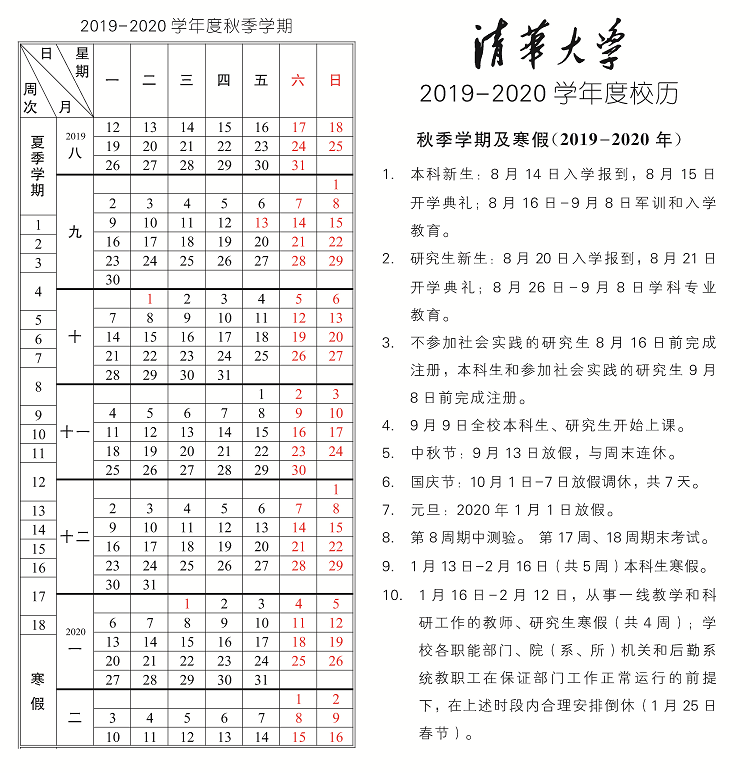 2019-2020 学年度秋季学期
日 星期
周次 月 一 二 三 四 五 六 日
夏季学期 2019 八 12 13 14 15 16 17 18
19 20 21 22 23 24 25
26 27 28 29 30 31
九 1
2 3 4 5 6 7 8
1 9 10 11 12 13 14 15
2 16 17 18 19 20 21 22
3 23 24 25 26 27 28 29
4 30
十 1 2 3 4 5 6
5 7 8 9 10 11 12 13
6 14 15 16 17 18 19 20
7 21 22 23 24 25 26 27
8 28 29 30 31
十一 1 2 3
9 4 5 6 7 8 9 10
10 11 12 13 14 15 16 17
11 18 19 20 21 22 23 24
12 25 26 27 28 29 30
十二 1
13 2 3 4 5 6 7 8
14 9 10 11 12 13 14 15
15 16 17 18 19 20 21 22
16 23 24 25 26 27 28 29
17 30 31
2020 一 1 2 3 4 5
18 6 7 8 9 10 11 12
寒假 13 14 15 16 17 18 19
20 21 22 23 24 25 26
27 28 29 30 31
二 1 2
3 4 5 6 7 8 9
10 11 12 13 14 15 16
清華大学
2019-2020 学年度校历
秋季学期及寒假(2019-2020 年)
1. 本科新生: 8 月 14 日入学报到, 8 月 15 日
开学典礼; 8 月 16 日-9 月 8 日军训和入学
教育。
2. 研究生新生: 8 月 20 日入学报到, 8 月 21 日
开学典礼; 8 月 26 日-9 月 8 日学科专业
教育。
3. 不参加社会实践的研究生 8 月 16 日前完成
注册, 本科生和参加社会实践的研究生 9 月
8 日前完成注册。
4. 9 月 9 日全校本科生、研究生开始上课。
5. 中秋节: 9 月 13 日放假, 与周末连休。
6. 国庆节: 10 月 1 日-7 日放假调休, 共 7 天。
7. 元旦: 2020 年 1 月 1 日放假。
8. 第 8 周期中测验。 第 17 周、18 周期末考试。
9. 1 月 13 日-2 月 16 日 (共 5 周) 本科生寒假。
10. 1 月 16 日-2 月 12 日, 从事一线教学和科
研工作的教师、研究生寒假 (共 4 周); 学
校各职能部门、院 (系、所) 机关和后勤系
统教职工在保证部门工作正常运行的前提
下, 在上述时段内合理安排倒休 (1 月 25 日
春节)。